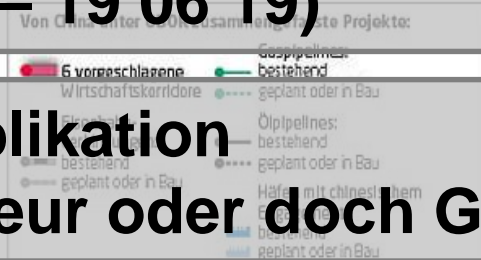 – 19 06 19)
Von China unter zusammengefasste Projekte:
Gaspipelines:
6 vorgeschlagene
bestehend
Wirtschaftskorridore
geplant oder in Bau
Ölpipelines:
bestehend
geplant oder in Bau
likation
bestehend
geplant oder in Bau
Häfen mit chinesischem
eur oder doch G
bestehend
geplant oder in Bau